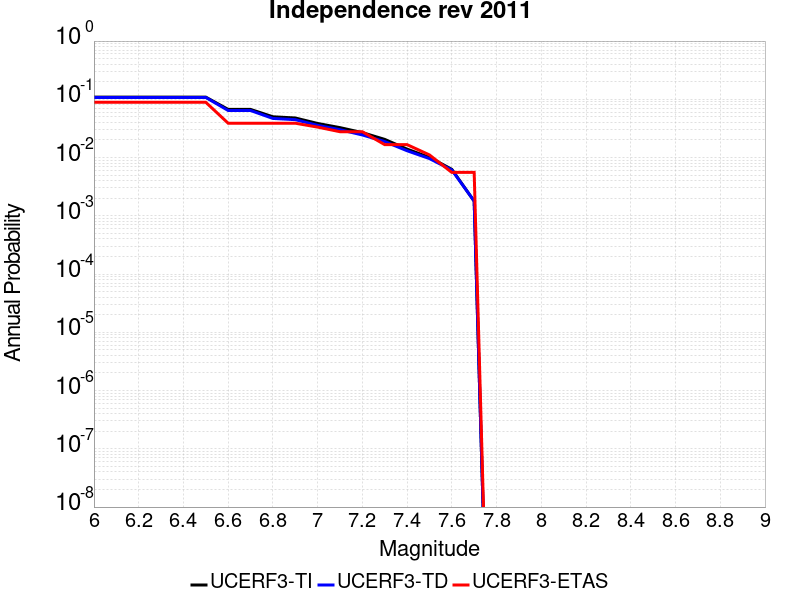 Independence rev 2011
10^0
10^-1
10^-2
10^-3
10^-4
10^-5
10^-6
10^-7
10^-8
Annual Probability
6 6.2 6.4 6.6 6.8 7 7.2 7.4 7.6 7.8 8 8.2 8.4 8.6 8.8 9
Magnitude
UCERF3-TI UCERF3-TD UCERF3-ETAS